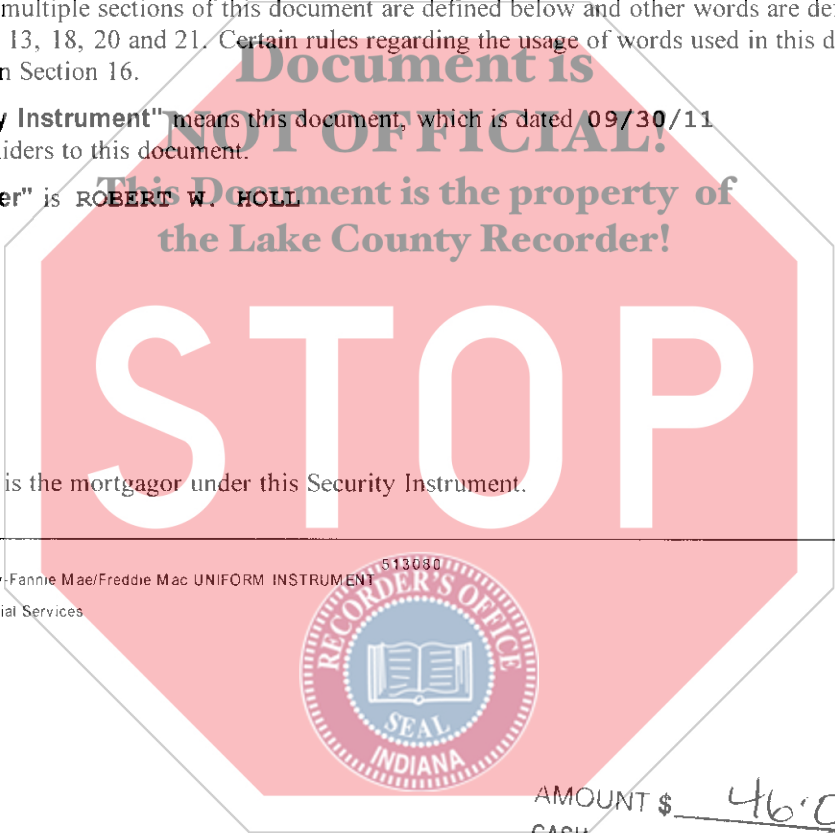 multiple sections of this document are defined below and other words are de
13, 18, 20 and 21. Certain rules regarding the usage of words used in this d
n Section 16.
Document is
y Instrument" means this document, which is dated 09/30/11
NOT OFFICIAL!
iders to this document.
er" is ROBERT W. HOLL
This Document is the property of
the Lake County Recorder!
STOP
is the mortgagor under this Security Instrument.
513080
-Fannie Mae/Freddie Mac UNIFORM INSTRUMENT
ial Services
RECORDER'S OFFICE
SEAL
INDIANA
AMOUNT $ 46.0
CASH